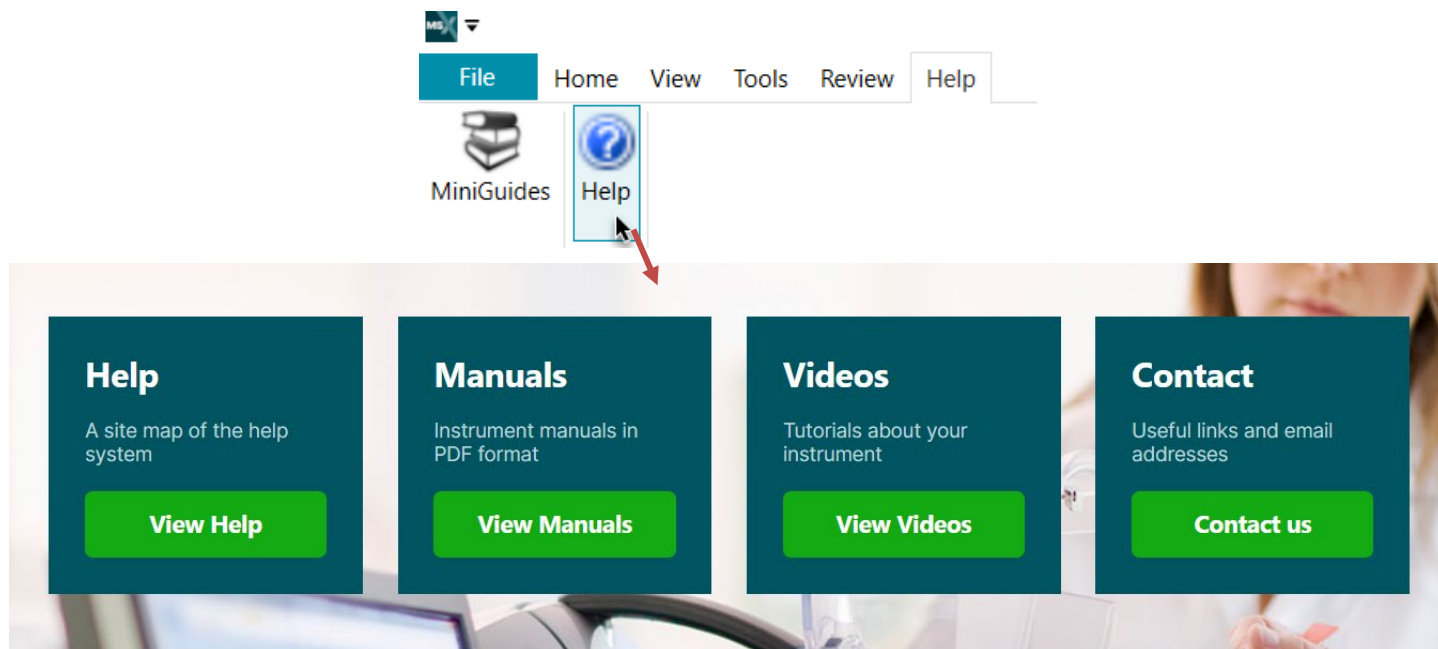 MSX
File Home View Tools Review Help
MiniGuides Help
Help
A site map of the help
system
View Help
Manuals
Instrument manuals in
PDF format
View Manuals
Videos
Tutorials about your
instrument
View Videos
Contact
Useful links and email
addresses
Contact us